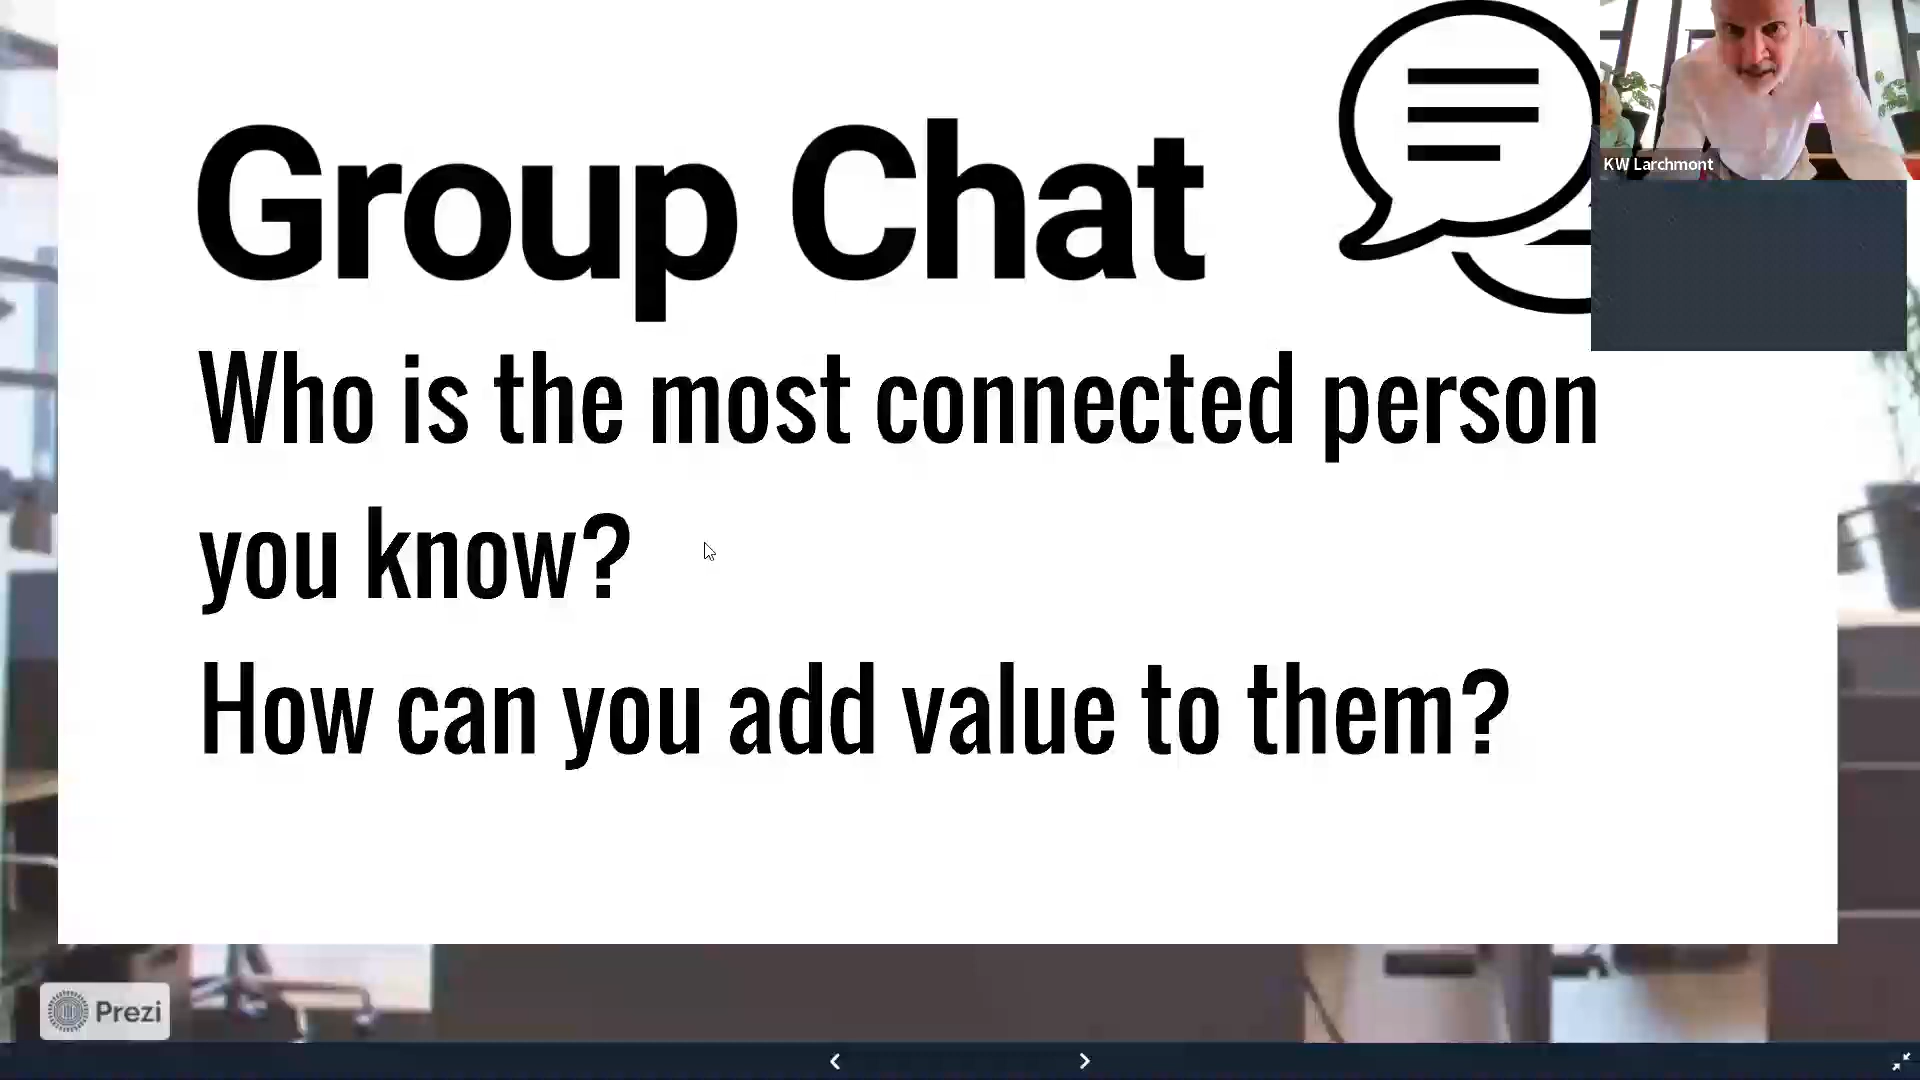 Group Chat
KW Larchmont
Who is the most connected person
you know?
How can you add value to them?
Prezi